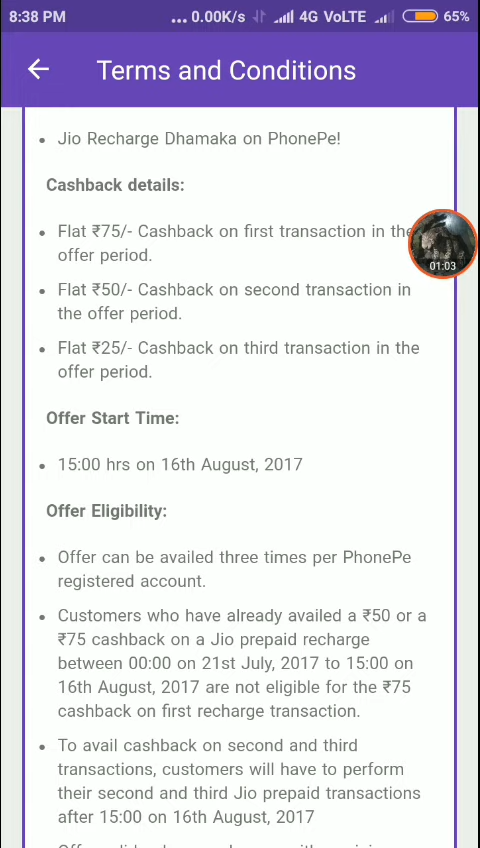 8:38 PM ... 0.00K/s 4G VoLTE 65%
Terms and Conditions
• Jio Recharge Dhamaka on PhonePe!
Cashback details:
• Flat ₹75/- Cashback on first transaction in the
offer period.
01:03
• Flat ₹50/- Cashback on second transaction in
the offer period.
• Flat ₹25/- Cashback on third transaction in the
offer period.
Offer Start Time:
• 15:00 hrs on 16th August, 2017
Offer Eligibility:
• Offer can be availed three times per PhonePe
registered account.
• Customers who have already availed a ₹50 or a
₹75 cashback on a Jio prepaid recharge
between 00:00 on 21st July, 2017 to 15:00 on
16th August, 2017 are not eligible for the ₹75
cashback on first recharge transaction.
• To avail cashback on second and third
transactions, customers will have to perform
their second and third Jio prepaid transactions
after 15:00 on 16th August, 2017